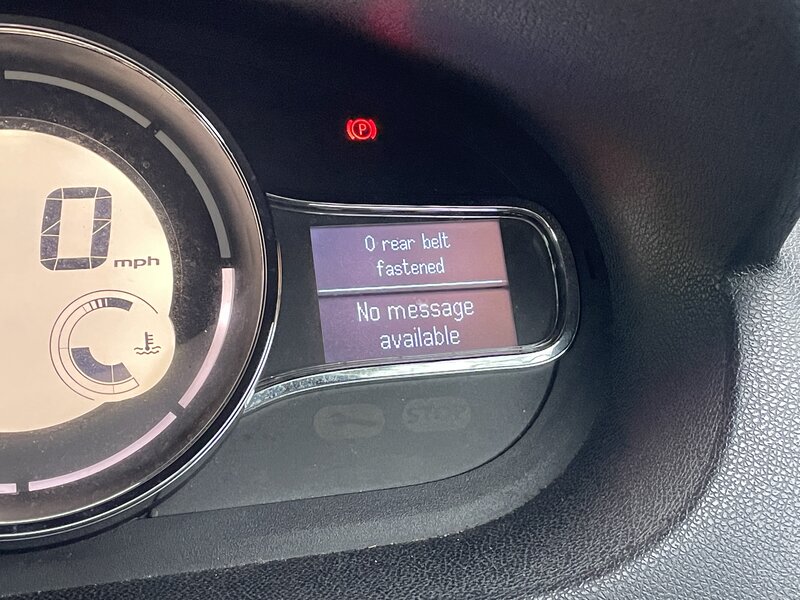 P
0 mph
0 rear belt
fastened
No message
available